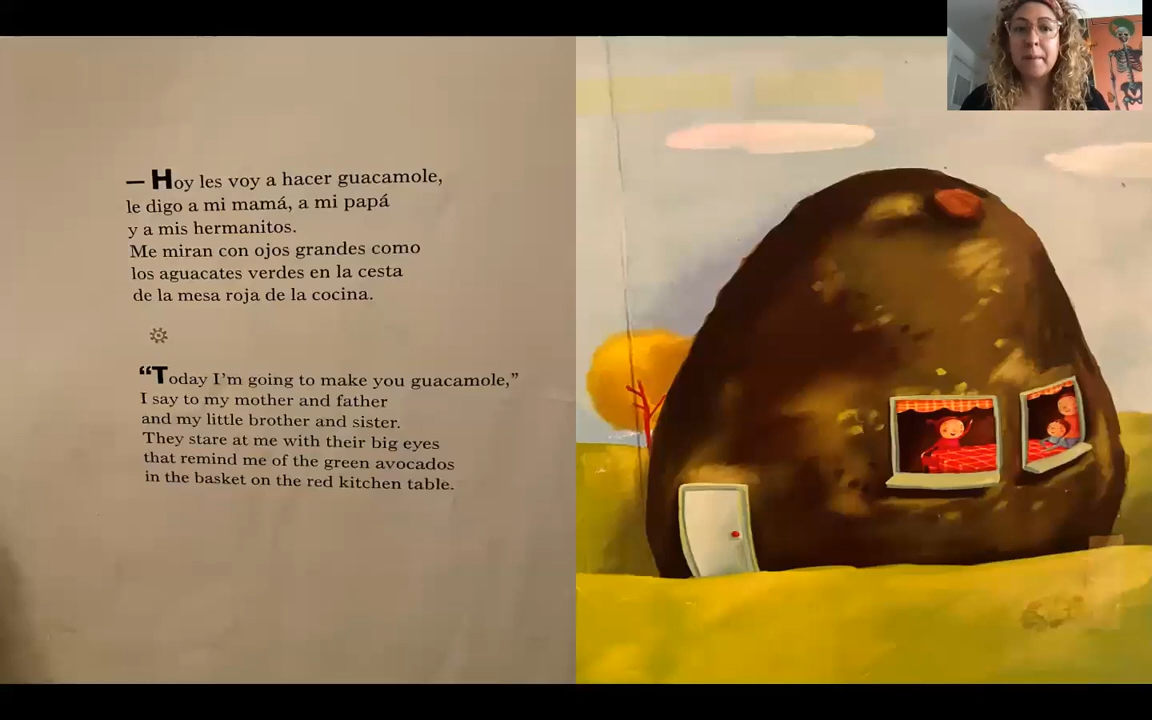 — Hoy les voy a hacer guacamole,
le digo a mi mamá, a mi papá
y a mis hermanitos.
Me miran con ojos grandes como
los aguacates verdes en la cesta
de la mesa roja de la cocina.
“Today I’m going to make you guacamole,”
I say to my mother and father
and my little brother and sister.
They stare at me with their big eyes
that remind me of the green avocados
in the basket on the red kitchen table.